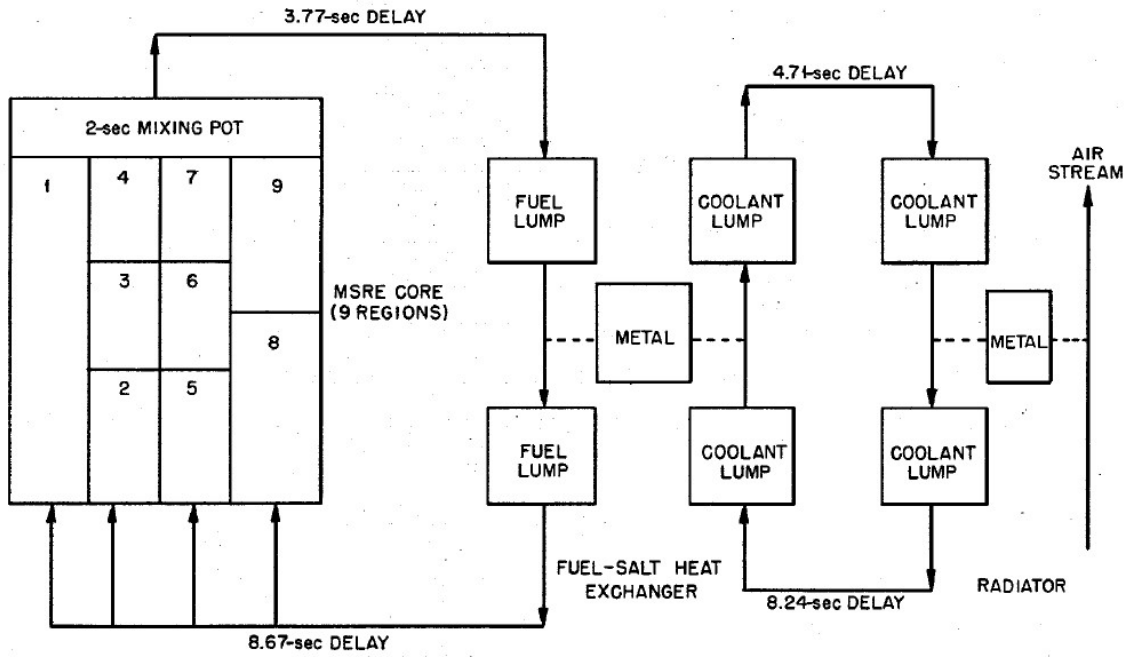 3.77-sec DELAY
4.71-sec DELAY
2-sec MIXING POT
AIR
STREAM
1
4
7
9
FUEL
LUMP
COOLANT
LUMP
COOLANT
LUMP
3
6
MSRE CORE
(9 REGIONS)
8
METAL
METAL
2
5
FUEL
LUMP
COOLANT
LUMP
COOLANT
LUMP
FUEL-SALT HEAT
EXCHANGER
RADIATOR
8.24-sec DELAY
8.67-sec DELAY